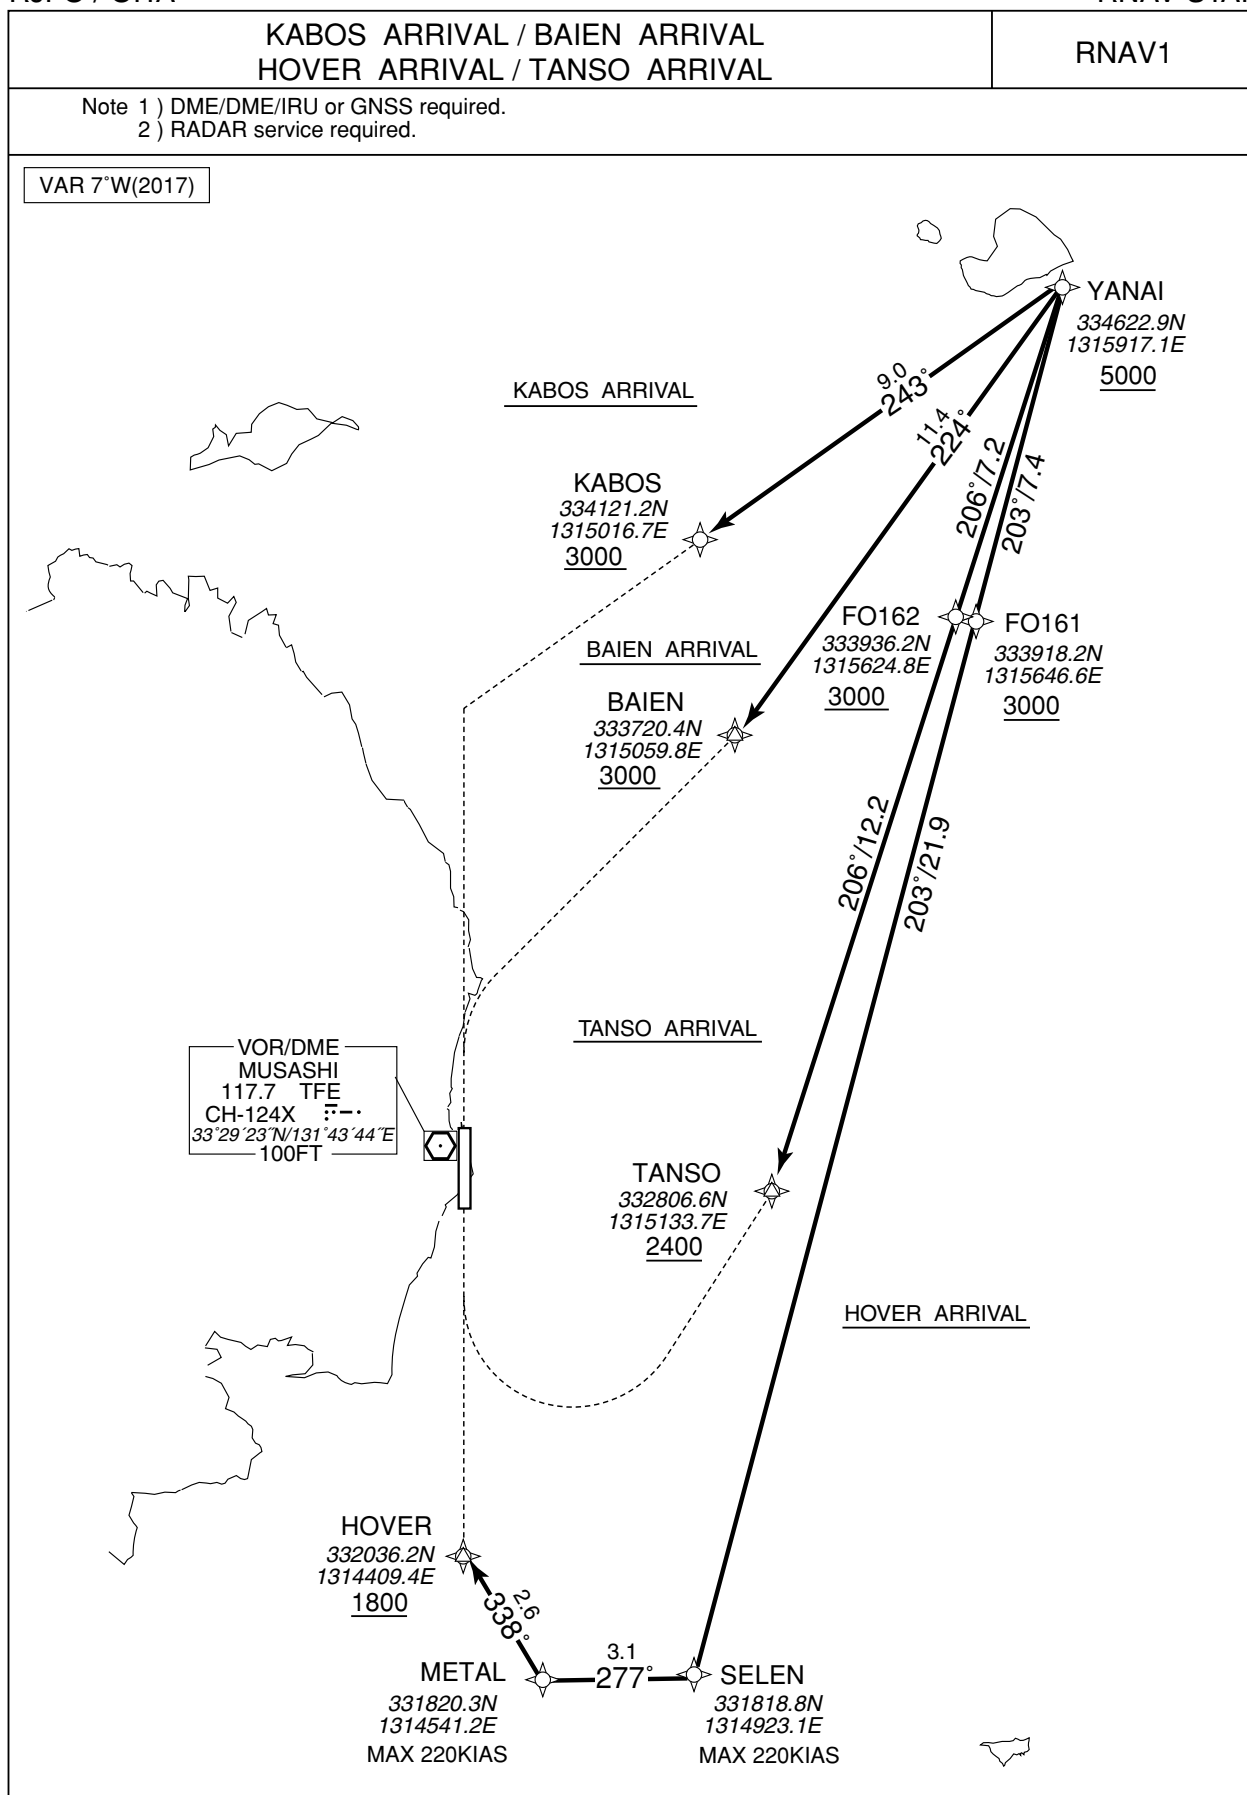 KABOS ARRIVAL / BAIEN ARRIVAL
HOVER ARRIVAL / TANSO ARRIVAL
RNAV1
Note 1 ) DME/DME/IRU or GNSS required.
2 ) RADAR service required.
VAR 7°W(2017)
YANAI
334622.9N
1315917.1E
5000
9.0
243°
KABOS ARRIVAL
11.4
224°
206°/7.2
203°/7.4
KABOS
334121.2N
1315016.7E
3000
FO162
333936.2N
1315624.8E
3000
FO161
333918.2N
1315646.6E
3000
BAIEN ARRIVAL
BAIEN
333720.4N
1315059.8E
3000
206°/12.2
203°/21.9
TANSO ARRIVAL
VOR/DME
MUSASHI
117.7 TFE
CH-124X
33°29´23˝N/131°43´44˝E
100FT
TANSO
332806.6N
1315133.7E
2400
HOVER ARRIVAL
HOVER
332036.2N
1314409.4E
1800
2.6
338°
METAL
331820.3N
1314541.2E
MAX 220KIAS
3.1
277°
SELEN
331818.8N
1314923.1E
MAX 220KIAS